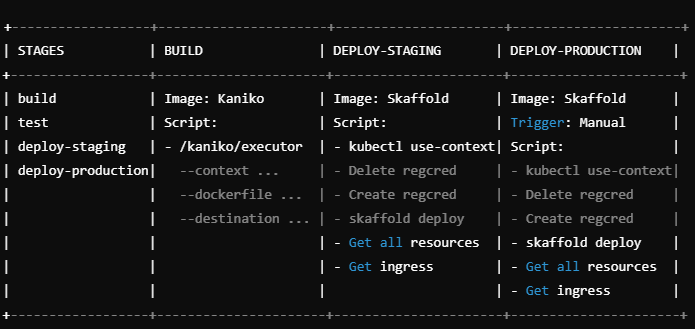 +------------------+--------------------+---------------------+--------------------+
| STAGES | BUILD | DEPLOY-STAGING | DEPLOY-PRODUCTION |
+------------------+--------------------+---------------------+--------------------+
| build | Image: Kaniko | Image: Skaffold | Image: Skaffold |
| test | Script: | Script: | Trigger: Manual |
| deploy-staging | - /kaniko/executor | - kubectl use-context| Script: |
| deploy-production| --context ... | - Delete regcred | - kubectl use-context|
| | --dockerfile ... | - Create regcred | - Delete regcred |
| | --destination ... | - skaffold deploy | - Create regcred |
| | | - Get all resources | - skaffold deploy |
| | | - Get ingress | - Get all resources |
| | | | - Get ingress |
+------------------+--------------------+---------------------+--------------------+